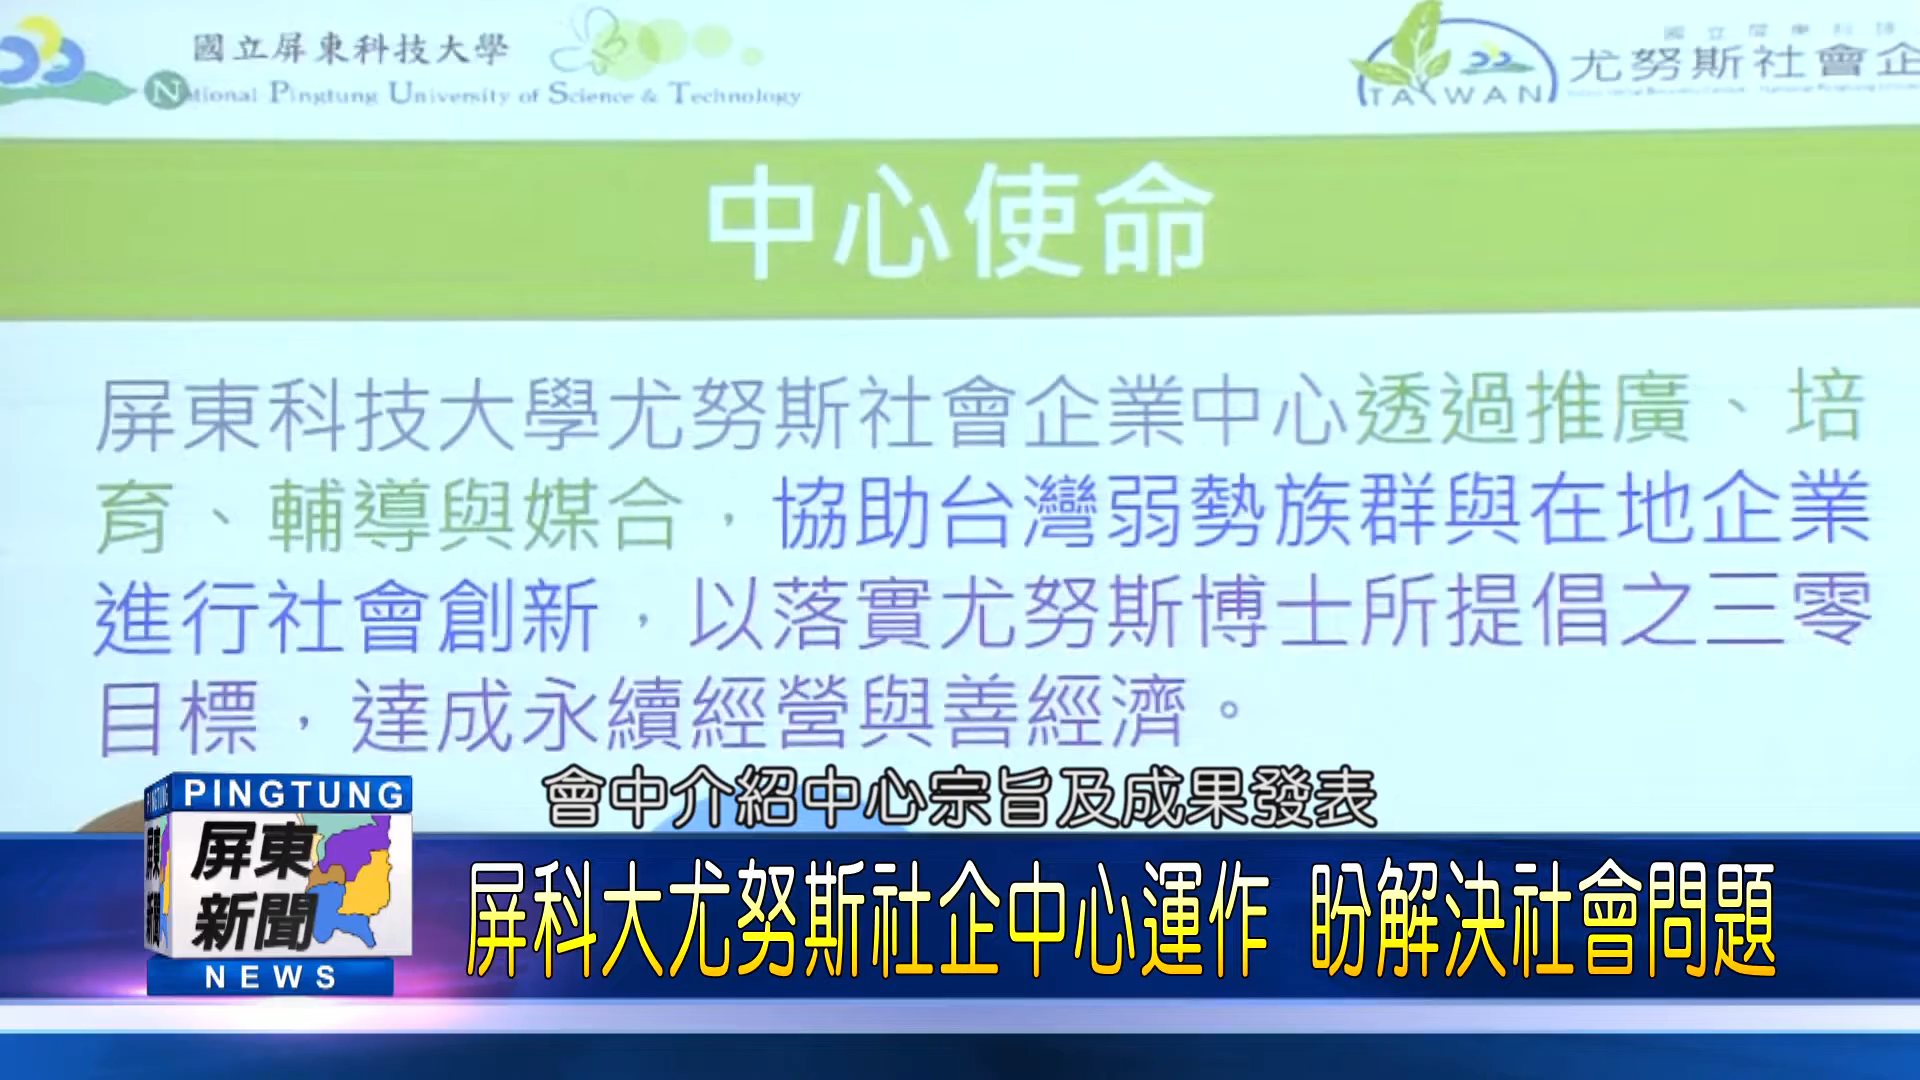 國立屏東科技大學
National Pingtung University of Science & Technology
TAIWAN
尤努斯社會企
中心使命
屏東科技大學尤努斯社會企業中心透過推廣、培
育、輔導與媒合，協助台灣弱勢族群與在地企業
進行社會創新，以落實尤努斯博士所提倡之三零
目標，達成永續經營與善經濟。
會中介紹中心宗旨及成果發表
PINGTUNG
屏東
新聞
NEWS
屏科大尤努斯社企中心運作 盼解決社會問題